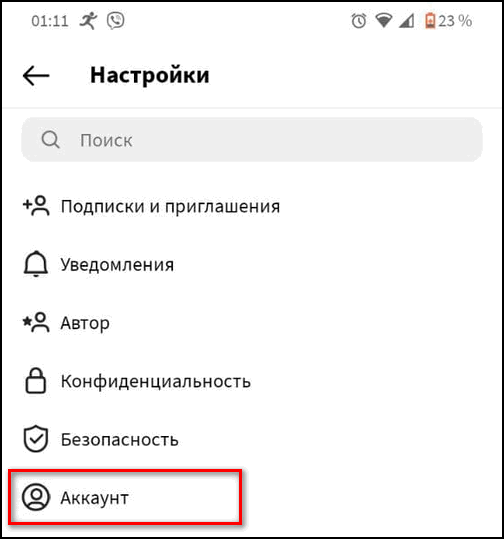 01:11 23 %
Настройки
Поиск
Подписки и приглашения
Уведомления
Автор
Конфиденциальность
Безопасность
Аккаунт